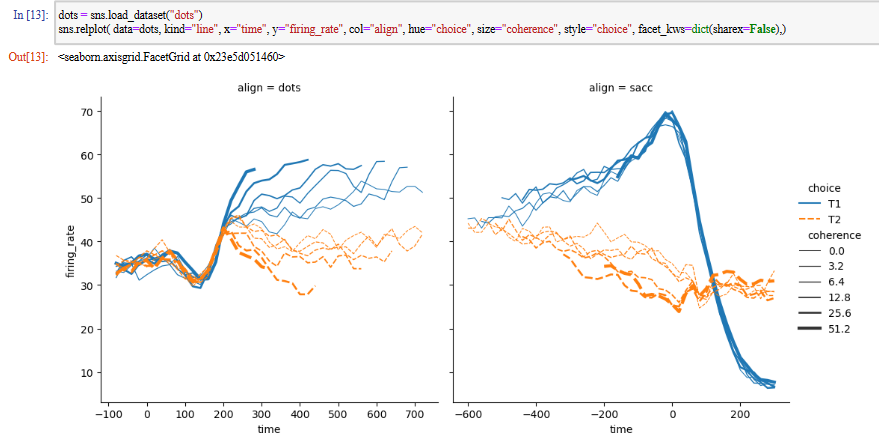 In [13]: dots = sns.load_dataset("dots")
sns.relplot( data=dots, kind="line", x="time", y="firing_rate", col="align", hue="choice", size="coherence", style="choice", facet_kws=dict(sharex=False),)
Out[13]: <seaborn.axisgrid.FacetGrid at 0x23e5d051460>
align = dots
align = sacc
70
60
50
40
30
20
10
firing_rate
−100 0 100 200 300 400 500 600 700
time
−600 −400 −200 0 200
time
choice
T1
T2
coherence
0.0
3.2
6.4
12.8
25.6
51.2